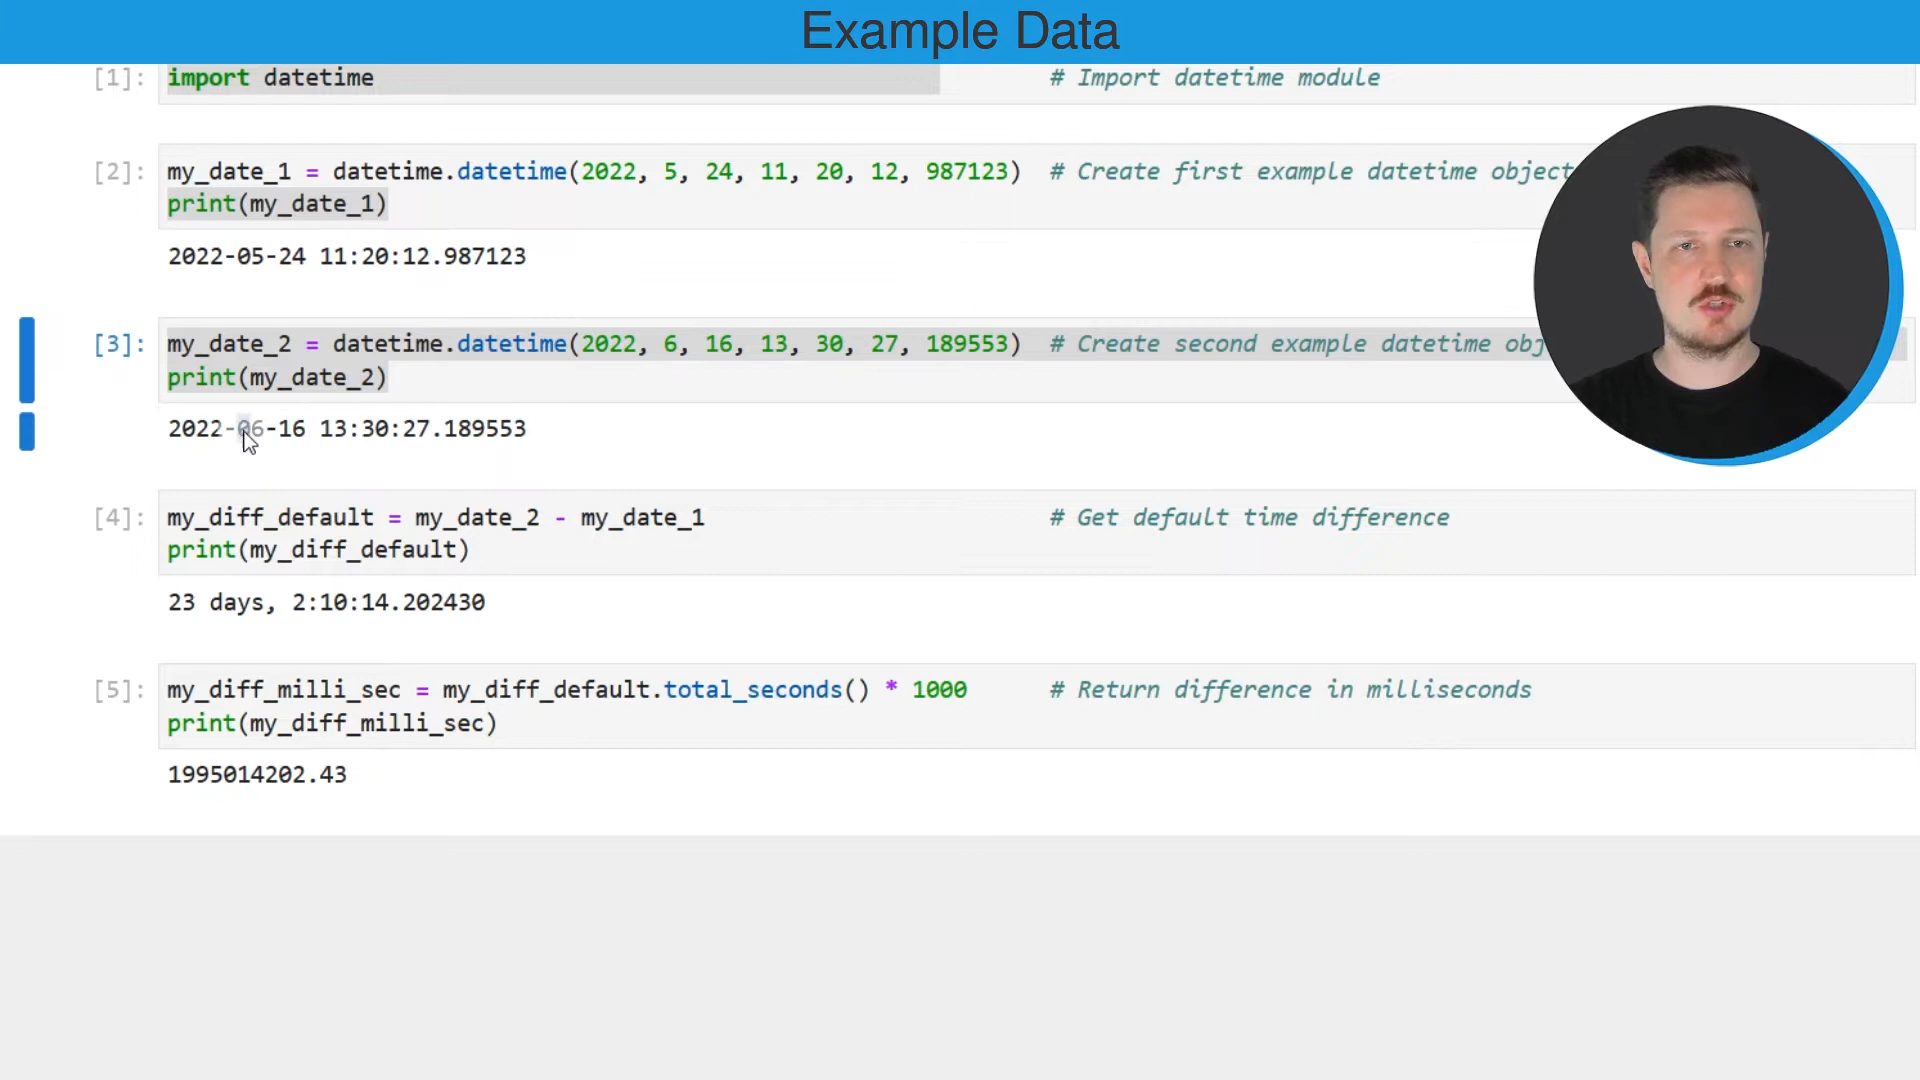 Example Data
[1]: import datetime # Import datetime module
[2]: my_date_1 = datetime.datetime(2022, 5, 24, 11, 20, 12, 987123) # Create first example datetime object
print(my_date_1)
2022-05-24 11:20:12.987123
[3]: my_date_2 = datetime.datetime(2022, 6, 16, 13, 30, 27, 189553) # Create second example datetime obj
print(my_date_2)
2022-06-16 13:30:27.189553
[4]: my_diff_default = my_date_2 - my_date_1 # Get default time difference
print(my_diff_default)
23 days, 2:10:14.202430
[5]: my_diff_milli_sec = my_diff_default.total_seconds() * 1000 # Return difference in milliseconds
print(my_diff_milli_sec)
1995014202.43